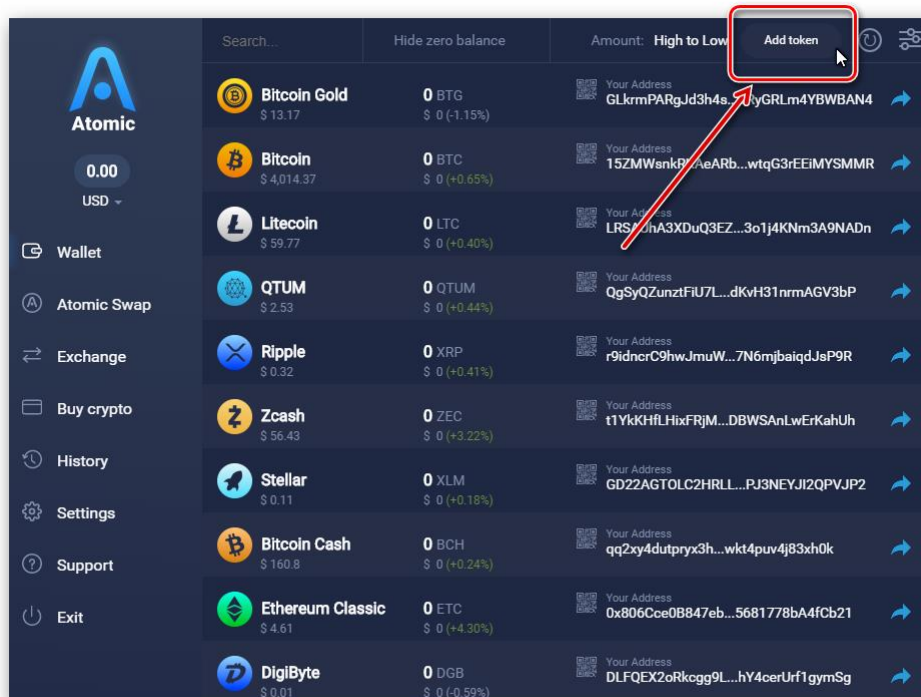 Search...
Hide zero balance
Amount: High to Low
Add token
Atomic
0.00
USD
Wallet
Atomic Swap
Exchange
Buy crypto
History
Settings
Support
Exit
Bitcoin Gold
$ 13.17
0 BTG
$ 0 (-1.15%)
Your Address
Bitcoin
$ 4,014.37
0 BTC
$ 0 (+0.65%)
Your Address
Litecoin
$ 59.77
0 LTC
$ 0 (+0.40%)
Your Address
QTUM
$ 2.53
0 QTUM
$ 0 (+0.44%)
Your Address
QgSyQZunztFiU7L...dKvH31nrmAGV3bP
Ripple
$ 0.32
0 XRP
$ 0 (+0.41%)
Your Address
r9idncrC9hwJmuW...7N6mjbaiqdJsP9R
Zcash
$ 56.43
0 ZEC
$ 0 (+3.22%)
Your Address
t1YkKHfLHixFRjM...DBWSAnLwErKahUh
Stellar
$ 0.11
0 XLM
$ 0 (+0.18%)
Your Address
GD22AGTOLC2HRLL...PJ3NEYJI2QPVJP2
Bitcoin Cash
$ 160.8
0 BCH
$ 0 (+0.24%)
Your Address
qq2xy4dutpryx3h...wkt4puv4j83xh0k
Ethereum Classic
$ 4.61
0 ETC
$ 0 (+4.30%)
Your Address
0x806Cce0B847eb...5681778bA4fCb21
DigiByte
$ 0.01
0 DGB
$ 0 (-0.59%)
Your Address
DLFQEX2oRkcgg9L...hY4cerUrf1gymSg